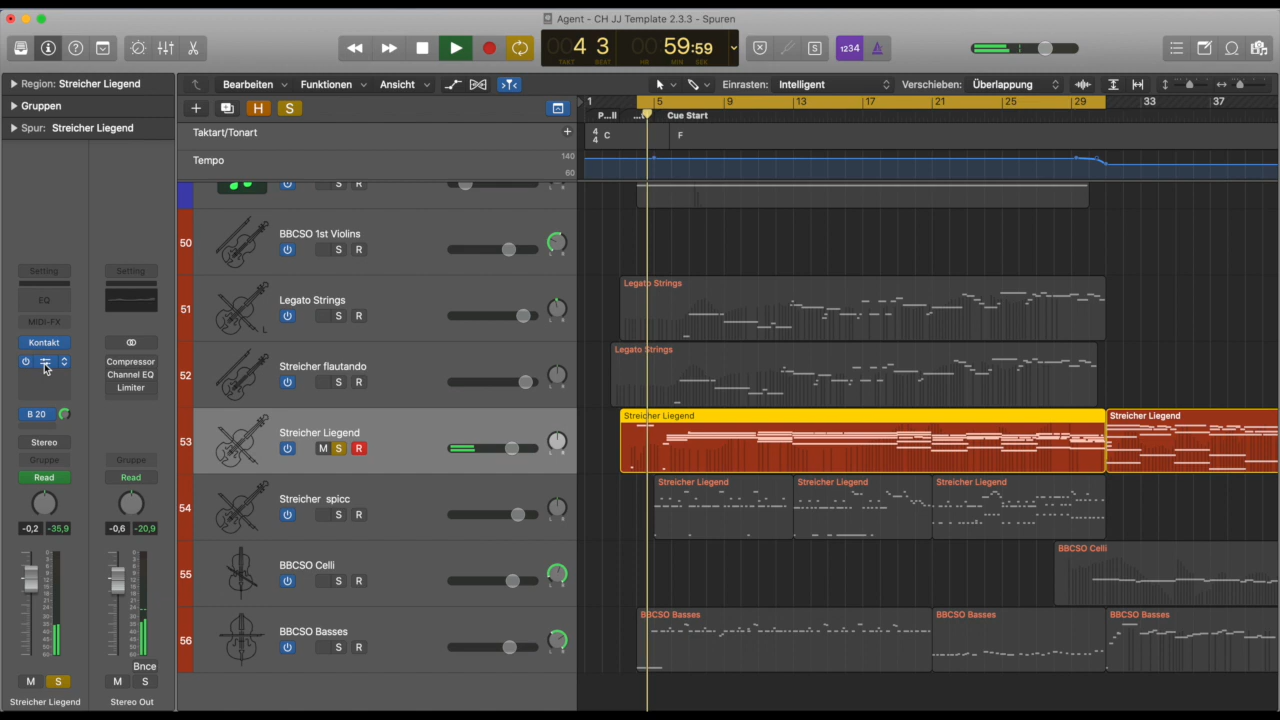 Agent - CH JJ Template 2.3.3 - Spuren
004 3 00 59:59
TAKT BEAT HR MIN SEK
S
1234
Region: Streicher Liegend
Gruppen
Spur: Streicher Liegend
Bearbeiten Funktionen Ansicht
Einrasten: Intelligent Verschieben: Überlappung
H S
1 5 9 13 17 21 25 29 33 37
P...ll ...t Cue Start
Taktart/Tonart
4/4 C F
Tempo 140
60
S R
50 BBCSO 1st Violins
S R
L R
51 Legato Strings
S R
L R
Legato Strings
52 Streicher flautando
S R
L R
Legato Strings
53 Streicher Liegend
M S R
L R
Streicher Liegend Streicher Liegend
54 Streicher spicc
S R
L R
Streicher Liegend Streicher Liegend Streicher Liegend
55 BBCSO Celli
S R
L R
BBCSO Celli
56 BBCSO Basses
S R
L R
BBCSO Basses BBCSO Basses BBCSO Basses
Setting Setting
EQ
MIDI-FX
Kontakt
Compressor
Channel EQ
Limiter
B 20
Stereo
Gruppe Gruppe
Read Read
-0,2 -35,9 -0,6 -20,9
Bnce
M S M S
Streicher Liegend Stereo Out